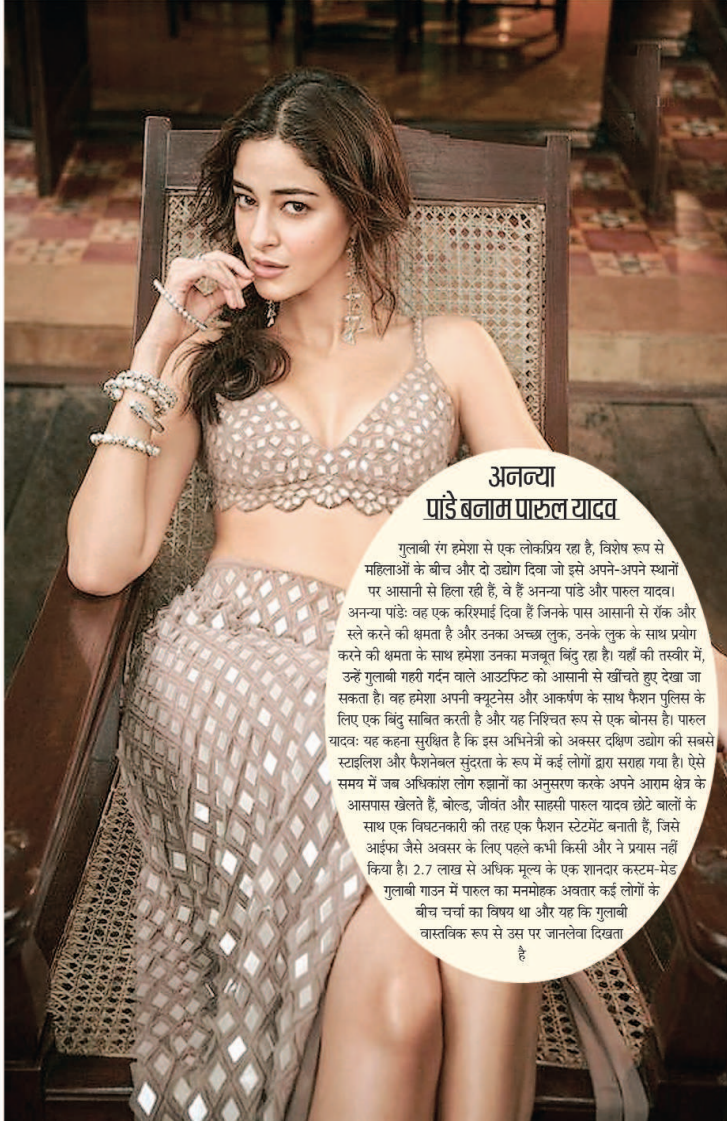 अनन्या
पांडे बनाम पारुल यादव
गुलाबी रंग हमेशा से एक लोकप्रिय रहा है, विशेष रूप से
महिलाओं के बीच और दो उद्योग दिवा जो इसे अपने-अपने स्थानों
पर आसानी से हिला रही हैं, वे हैं अनन्या पांडे और पारुल यादव।
अनन्या पांडेः वह एक करिश्माई दिवा हैं जिनके पास आसानी से रॉक और
स्ले करने की क्षमता है और उनका अच्छा लुक, उनके लुक के साथ प्रयोग
करने की क्षमता के साथ हमेशा उनका मजबूत बिंदु रहा है। यहाँ की तस्वीर में,
उन्हें गुलाबी गहरी गर्दन वाले आउटफिट को आसानी से खींचते हुए देखा जा
सकता है। वह हमेशा अपनी क्यूटनेस और आकर्षण के साथ फैशन पुलिस के
लिए एक बिंदु साबित करती है और यह निश्चित रूप से एक बोनस है। पारुल
यादवः यह कहना सुरक्षित है कि इस अभिनेत्री को अक्सर दक्षिण उद्योग की सबसे
स्टाइलिश और फैशनेबल सुंदरता के रूप में कई लोगों द्वारा सराहा गया है। ऐसे
समय में जब अधिकांश लोग रुझानों का अनुसरण करके अपने आराम क्षेत्र के
आसपास खेलते हैं, बोल्ड, जीवंत और साहसी पारुल यादव छोटे बालों के
साथ एक विघटनकारी की तरह एक फैशन स्टेटमेंट बनाती हैं, जिसे
आईफा जैसे अवसर के लिए पहले कभी किसी और ने प्रयास नहीं
किया है। 2.7 लाख से अधिक मूल्य के एक शानदार कस्टम-मेड
गुलाबी गाउन में पारुल का मनमोहक अवतार कई लोगों के
बीच चर्चा का विषय था और यह कि गुलाबी
वास्तविक रूप से उस पर जानलेवा दिखता
है